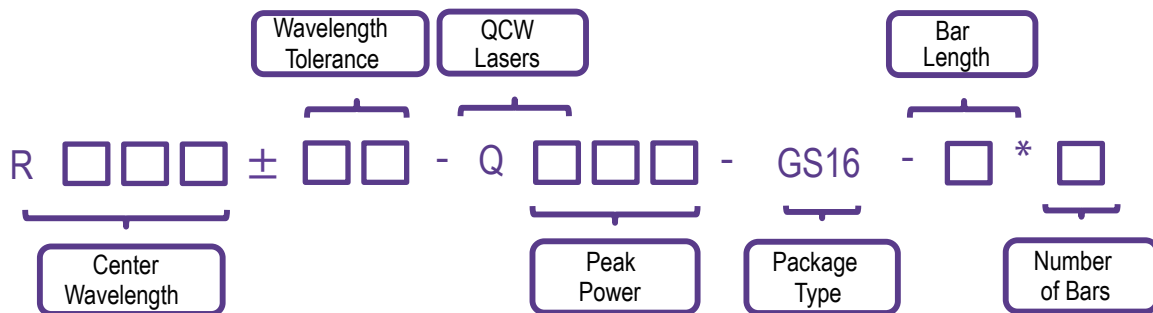 Wavelength
Tolerance
QCW
Lasers
Bar
Length
R □□□ ± □□ - Q □□□ - GS16 - □ * □
Center
Wavelength
Peak
Power
Package
Type
Number
of Bars